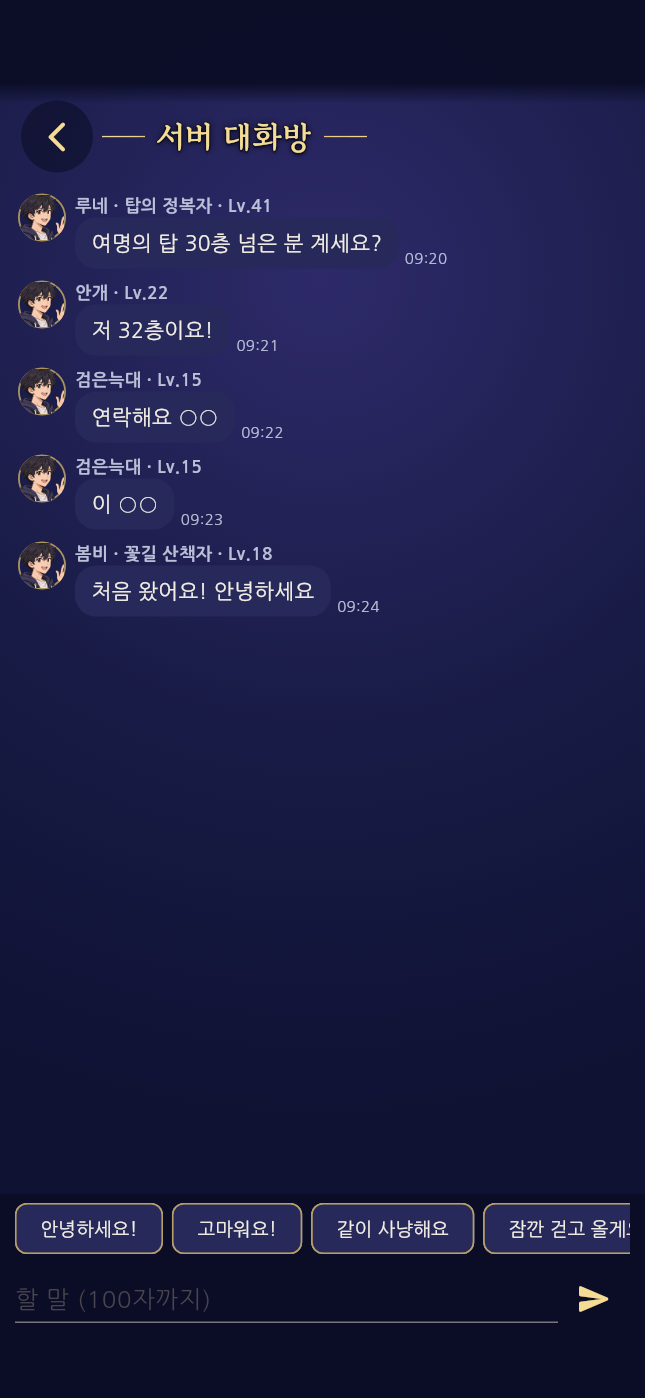 서버 대화방
루네 · 탑의 정복자 · Lv.41
여명의 탑 30층 넘은 분 계세요?
09:20
안개 · Lv.22
저 32층이요!
09:21
검은늑대 · Lv.15
연락해요 ○○
09:22
검은늑대 · Lv.15
이 ○○
09:23
봄비 · 꽃길 산책자 · Lv.18
처음 왔어요! 안녕하세요
09:24
안녕하세요!
고마워요!
같이 사냥해요
잠깐 걷고 올게
할 말 (100자까지)